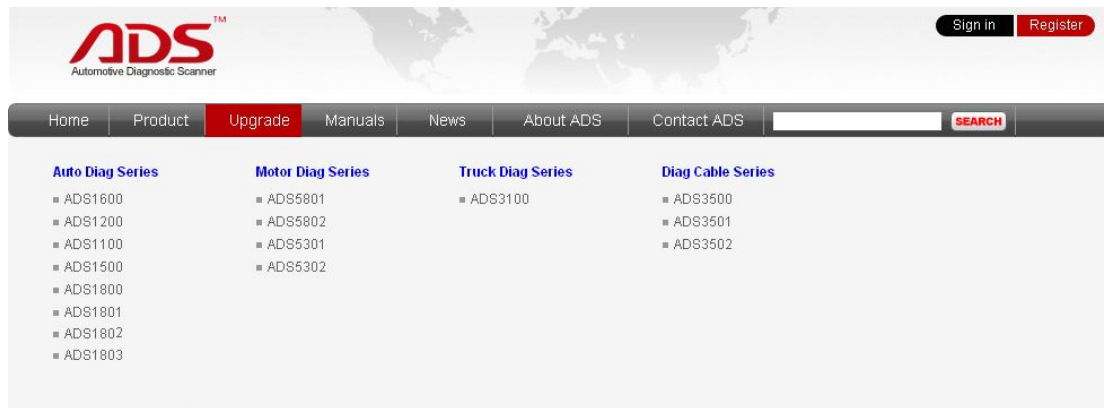 ADS™
Automotive Diagnostic Scanner
Sign in Register
Home Product Upgrade Manuals News About ADS Contact ADS SEARCH
Auto Diag Series
ADS1600
ADS1200
ADS1100
ADS1500
ADS1800
ADS1801
ADS1802
ADS1803
Motor Diag Series
ADS5801
ADS5802
ADS5301
ADS5302
Truck Diag Series
ADS3100
Diag Cable Series
ADS3500
ADS3501
ADS3502